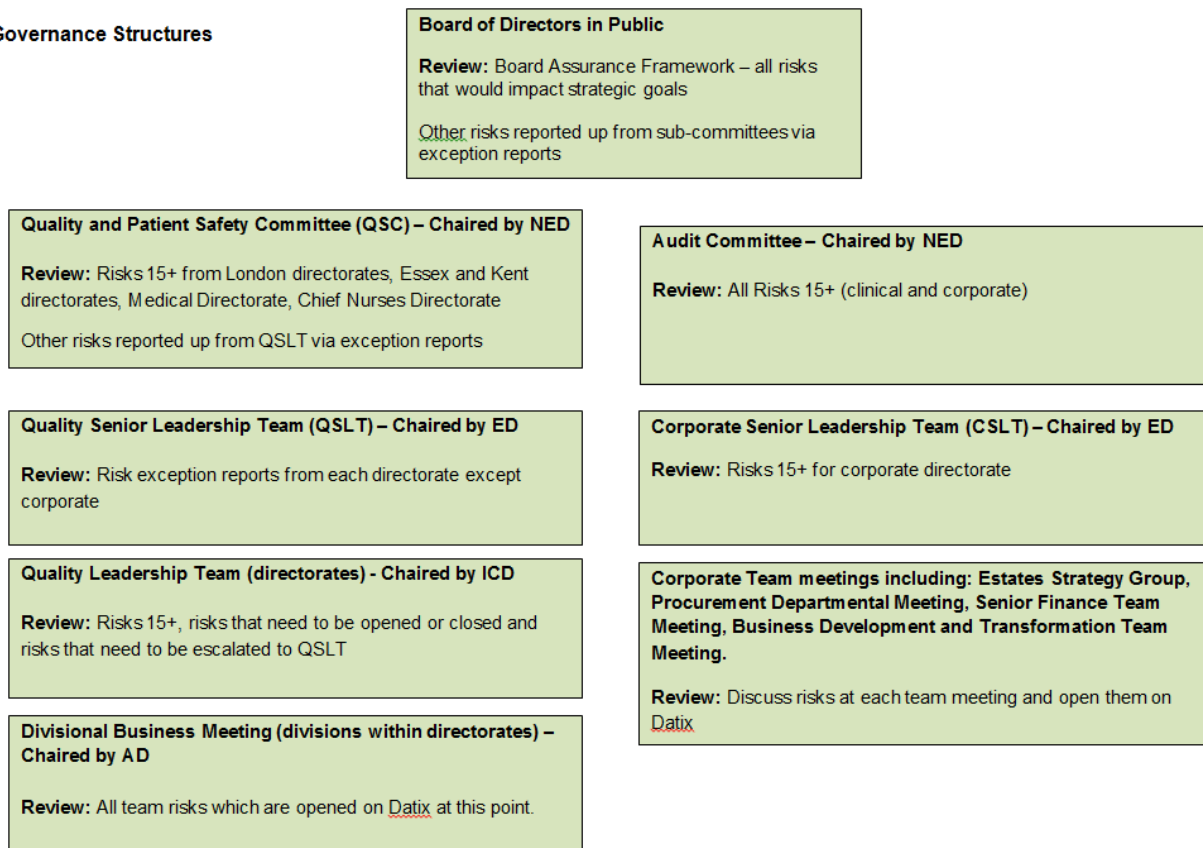 Governance Structures
Board of Directors in Public
Review: Board Assurance Framework – all risks
that would impact strategic goals
Other risks reported up from sub-committees via
exception reports
Quality and Patient Safety Committee (QSC) – Chaired by NED
Review: Risks 15+ from London directorates, Essex and Kent
directorates, Medical Directorate, Chief Nurses Directorate
Other risks reported up from QSLT via exception reports
Audit Committee – Chaired by NED
Review: All Risks 15+ (clinical and corporate)
Quality Senior Leadership Team (QSLT) – Chaired by ED
Review: Risk exception reports from each directorate except
corporate
Corporate Senior Leadership Team (CSLT) – Chaired by ED
Review: Risks 15+ for corporate directorate
Quality Leadership Team (directorates) - Chaired by ICD
Review: Risks 15+, risks that need to be opened or closed and
risks that need to be escalated to QSLT
Corporate Team meetings including: Estates Strategy Group,
Procurement Departmental Meeting, Senior Finance Team
Meeting, Business Development and Transformation Team
Meeting.
Review: Discuss risks at each team meeting and open them on
Datix
Divisional Business Meeting (divisions within directorates) –
Chaired by AD
Review: All team risks which are opened on Datix at this point.